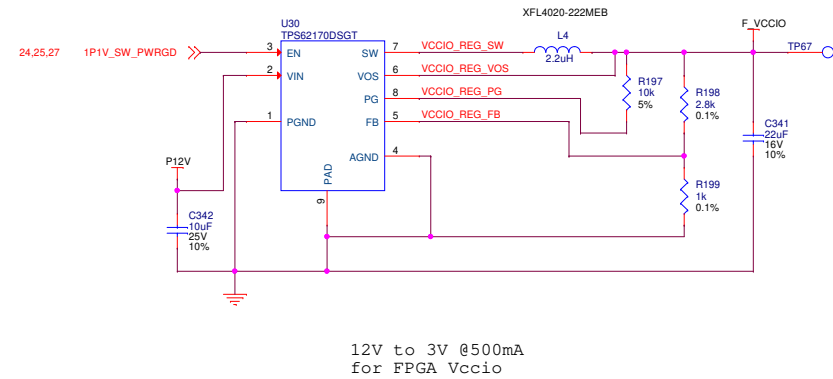 XFL4020-222MEB
U30
TPS62170DSGT
L4
2.2uH
F_VCCIO
TP67
24,25,27 1P1V_SW_PWRGD
3 EN
2 VIN
1 PGND
PAD
9
SW 7 VCCIO_REG_SW
VOS 6 VCCIO_REG_VOS
PG 8 VCCIO_REG_PG
FB 5 VCCIO_REG_FB
AGND 4
R197
10k
5%
R198
2.8k
0.1%
C341
22uF
16V
10%
R199
1k
0.1%
P12V
C342
10uF
25V
10%
12V to 3V @500mA
for FPGA Vccio